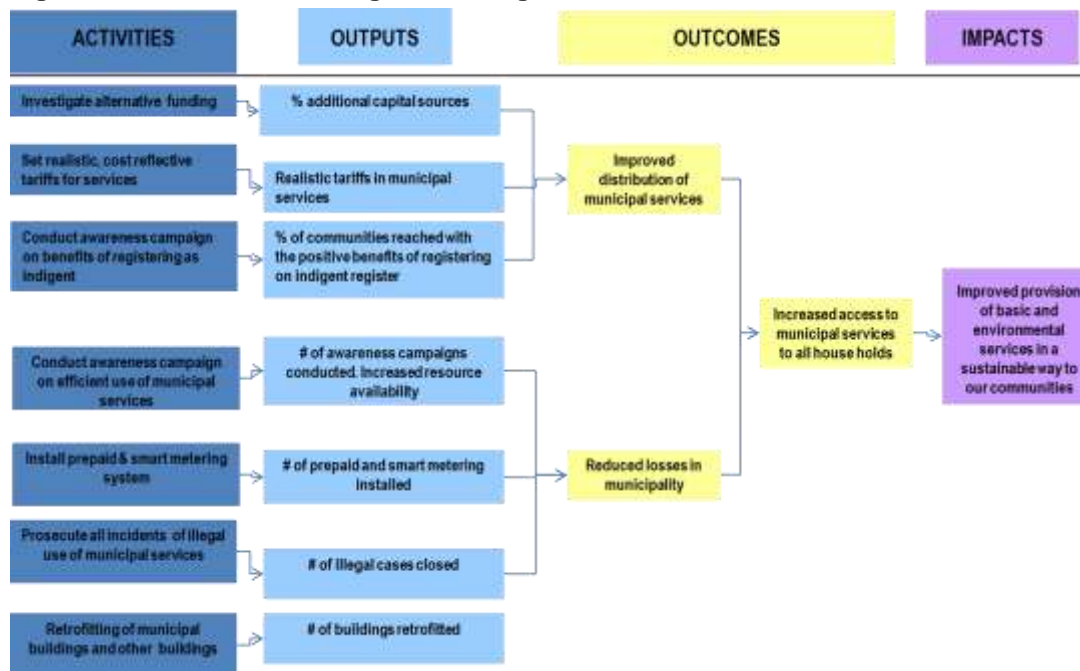 ACTIVITIES
OUTPUTS
OUTCOMES
IMPACTS
Investigate alternative funding
% additional capital sources
Set realistic, cost reflective
tariffs for services
Realistic tariffs in municipal
services
Improved
distribution of
municipal services
Conduct awareness campaign
on benefits of registering as
indigent
% of communities reached with
the positive benefits of registering
on indigent register
Increased access to
municipal services
to all house holds
Improved provision
of basic and
environmental
services in a
sustainable way to
our communities
Conduct awareness campaign
on efficient use of municipal
services
# of awareness campaigns
conducted. Increased resource
availability
Install prepaid & smart metering
system
# of prepaid and smart metering
installed
Reduced losses in
municipality
Prosecute all incidents of illegal
use of municipal services
# of illegal cases closed
Retrofitting of municipal
buildings and other buildings
# of buildings retrofitted